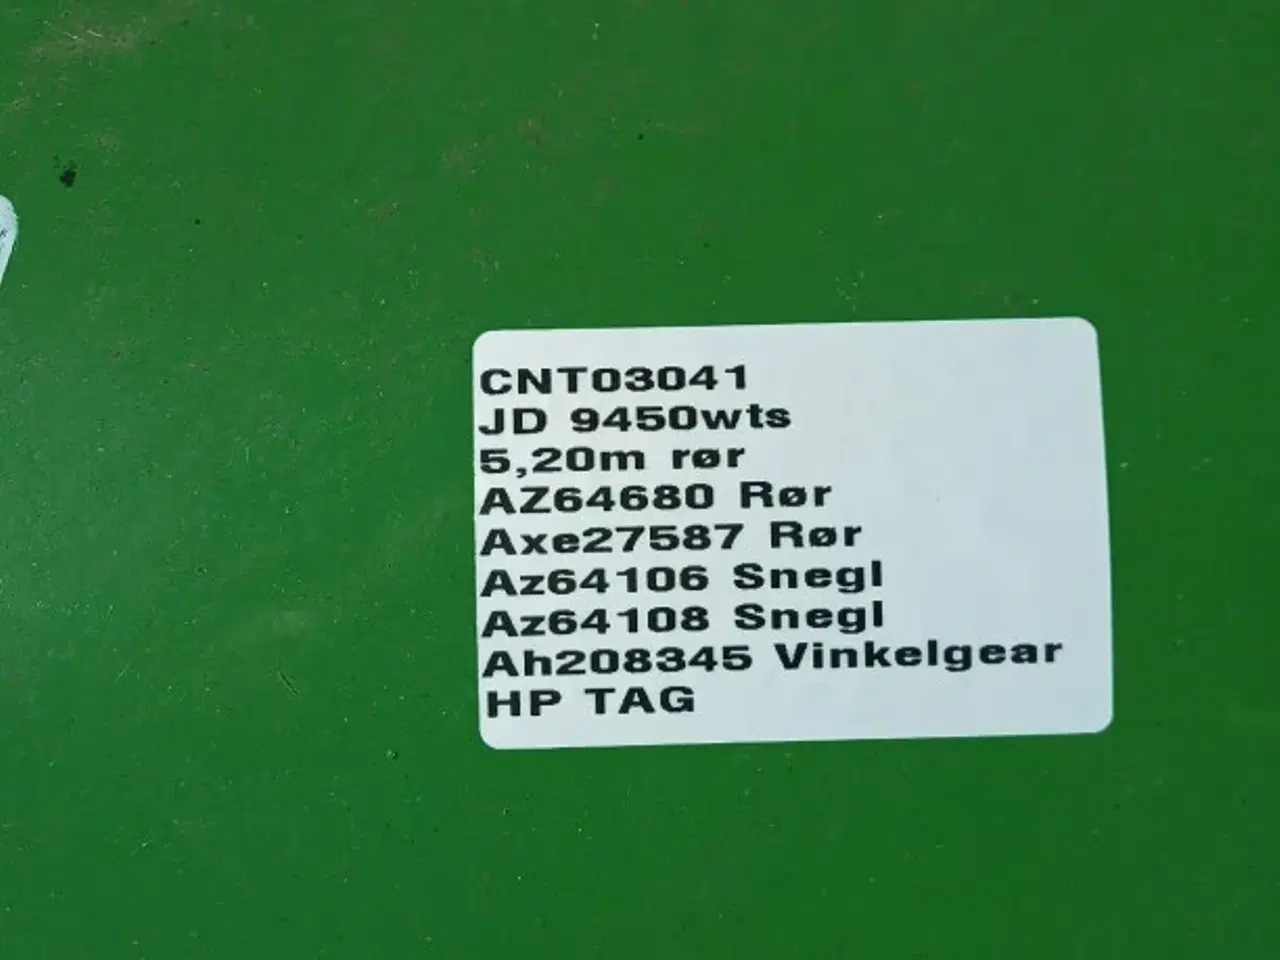 CNT03041
JD 9450wts
5,20m rør
AZ64680 Rør
Axe27587 Rør
Az64106 Snegl
Az64108 Snegl
Ah208345 Vinkelgear
HP TAG